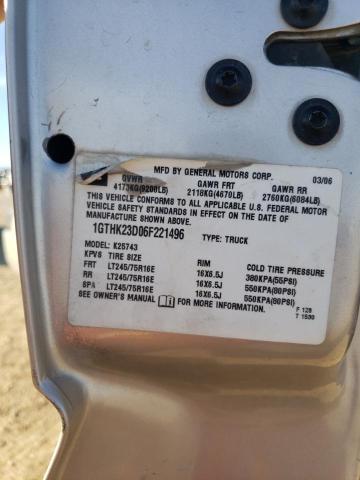 MFD BY GENERAL MOTORS CORP. 03/06
GVWR GAWR FRT GAWR RR
4173KG(9200LB) 2118KG(4670LB) 2760KG(6084LB)
THIS VEHICLE CONFORMS TO ALL APPLICABLE U.S. FEDERAL MOTOR
VEHICLE SAFETY STANDARDS IN EFFECT ON THE DATE OF
MANUFACTURE SHOWN ABOVE.
1GTHK23D06F221496 TYPE: TRUCK
MODEL: K25743
KPVS TIRE SIZE RIM COLD TIRE PRESSURE
FRT LT245/75R16E 16X6.5J 380KPA(55PSI)
RR LT245/75R16E 16X6.5J 550KPA(80PSI)
SPA LT245/75R16E 16X6.5J 550KPA(80PSI)
SEE OWNER'S MANUAL FOR MORE INFORMATION. F 129
T 1530